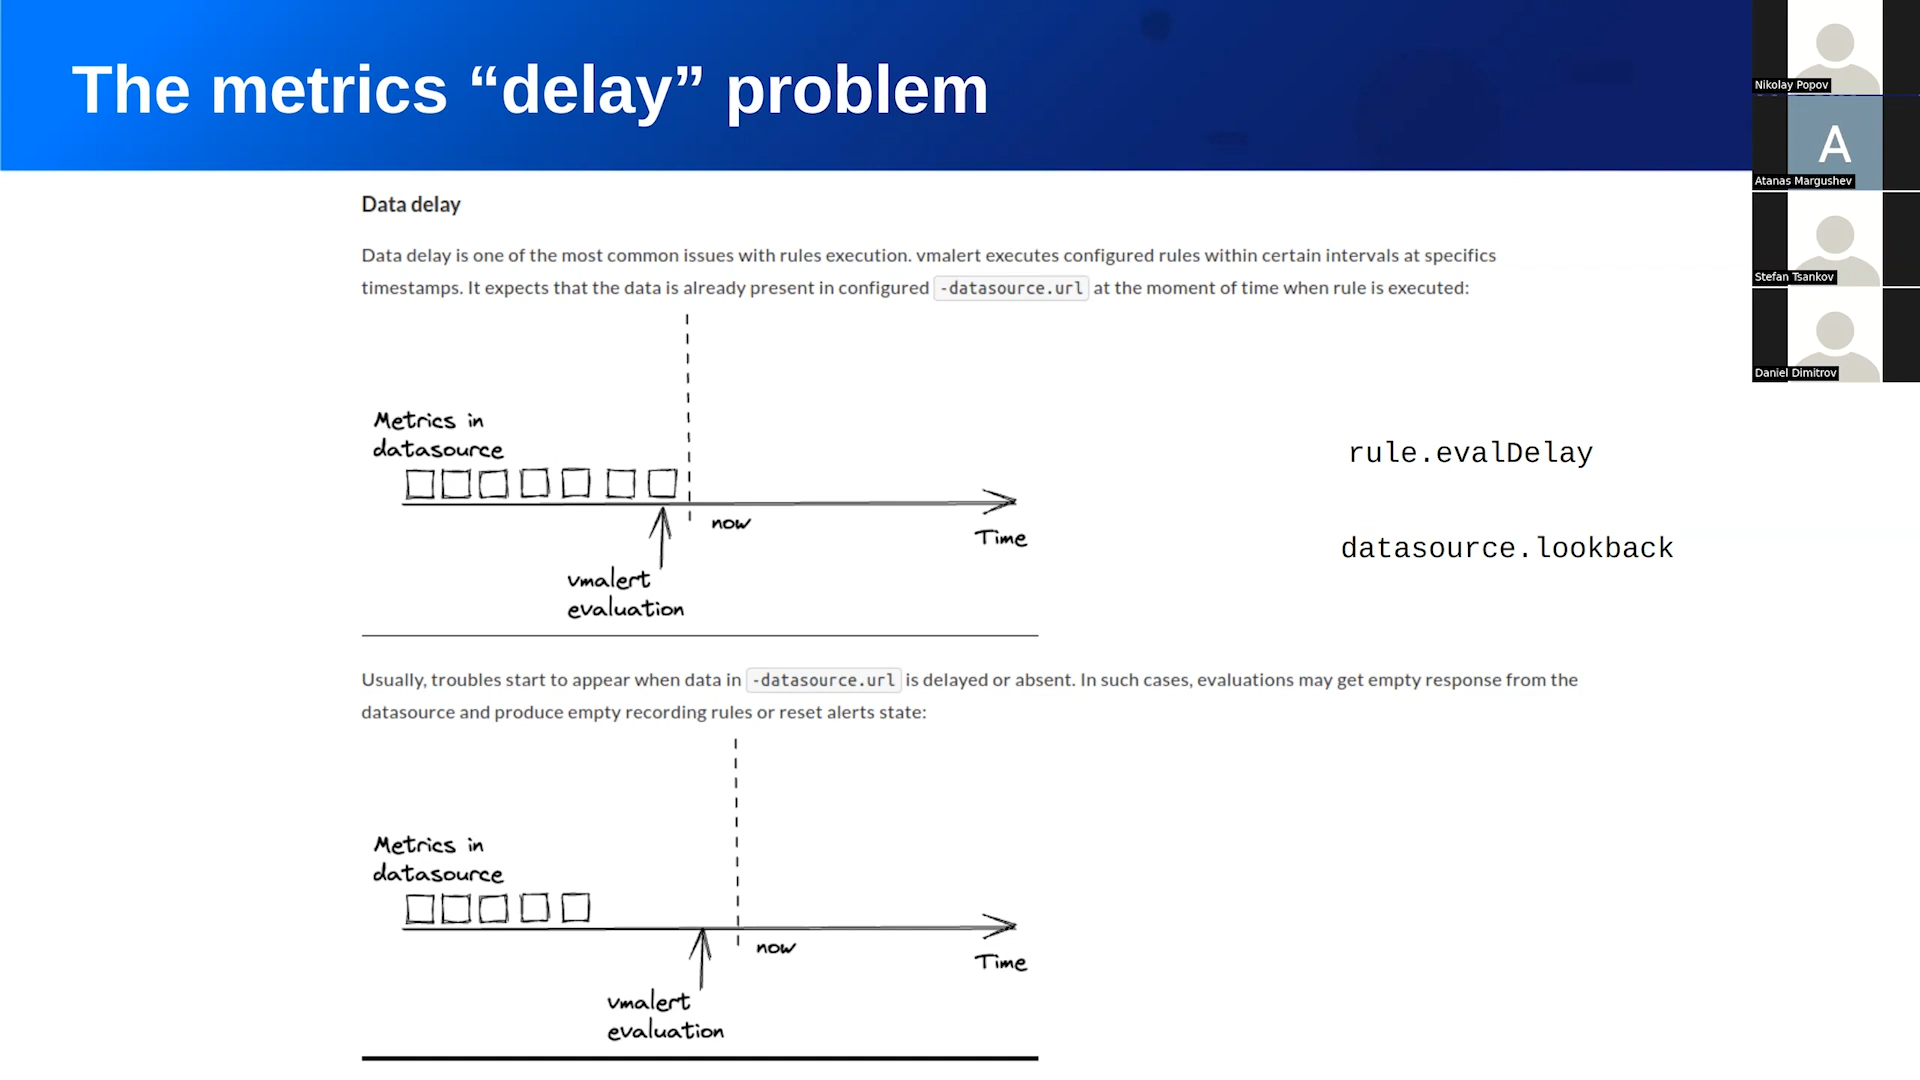 The metrics “delay” problem
Data delay
Data delay is one of the most common issues with rules execution. vmalert executes configured rules within certain intervals at specifics
timestamps. It expects that the data is already present in configured -datasource.url at the moment of time when rule is executed:
Metrics in
datasource
now
Time
vmalert
evaluation
rule.evalDelay
datasource.lookback
Usually, troubles start to appear when data in -datasource.url is delayed or absent. In such cases, evaluations may get empty response from the
datasource and produce empty recording rules or reset alerts state:
Metrics in
datasource
now
Time
vmalert
evaluation
Nikolay Popov
A
Atanas Margushev
Stefan Tsankov
Daniel Dimitrov